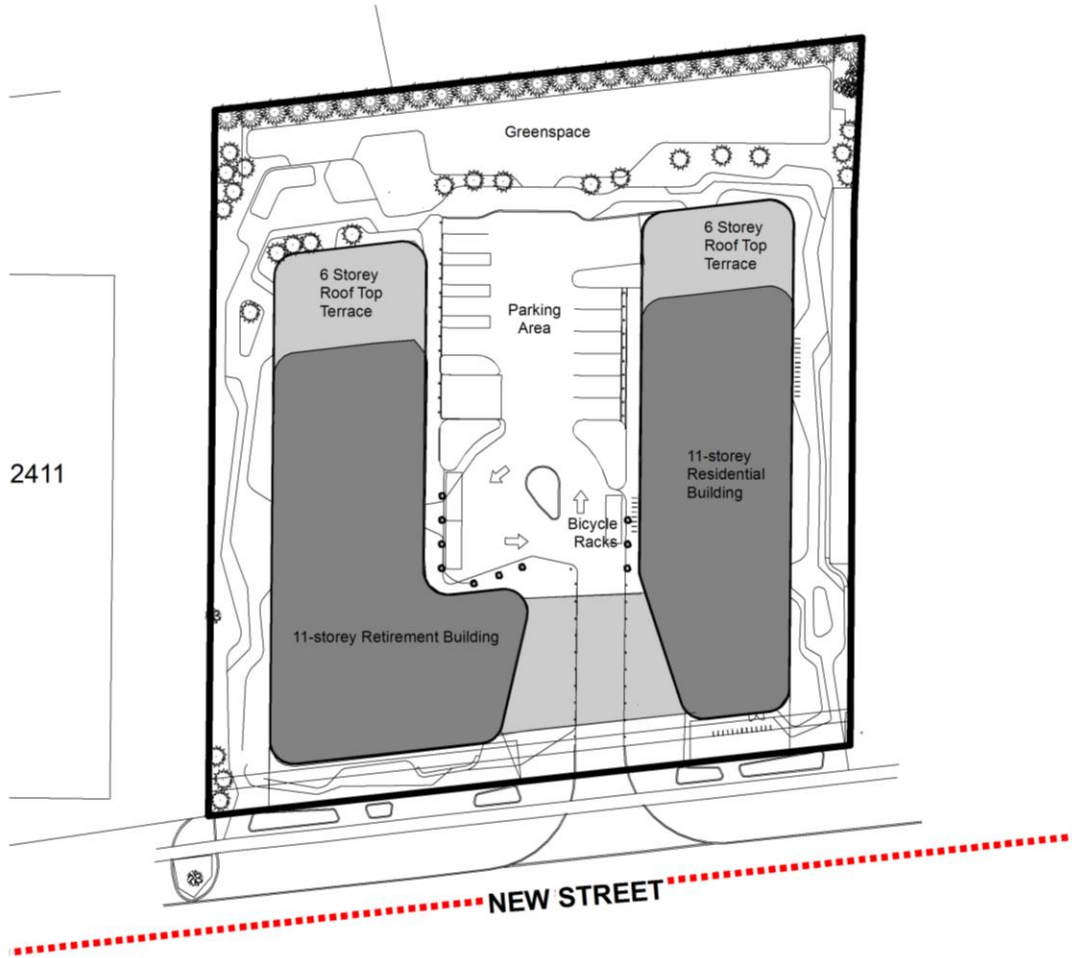 Greenspace
6 Storey
Roof Top
Terrace
6 Storey
Roof Top
Terrace
Parking
Area
2411
11-storey
Residential
Building
Bicycle
Racks
11-storey Retirement Building
NEW STREET